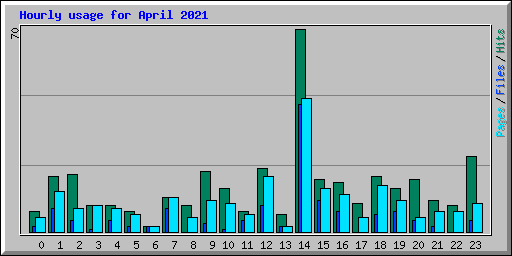 Hourly usage for April 2021
70
Pages/Files/Hits
0 1 2 3 4 5 6 7 8 9 10 11 12 13 14 15 16 17 18 19 20 21 22 23